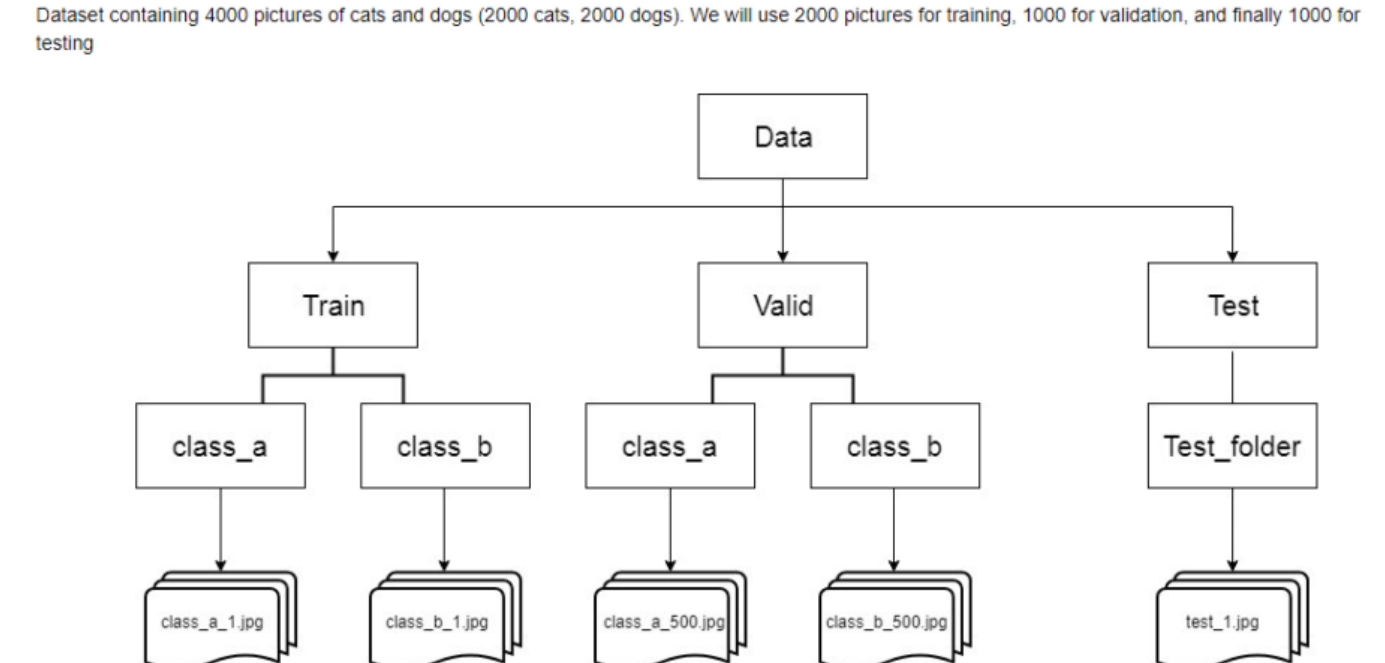 Dataset containing 4000 pictures of cats and dogs (2000 cats, 2000 dogs). We will use 2000 pictures for training, 1000 for validation, and finally 1000 for
testing
Data
Train
Valid
Test
class_a
class_b
class_a
class_b
Test_folder
class_a_1.jpg
class_b_1.jpg
class_a_500.jpg
class_b_500.jpg
test_1.jpg